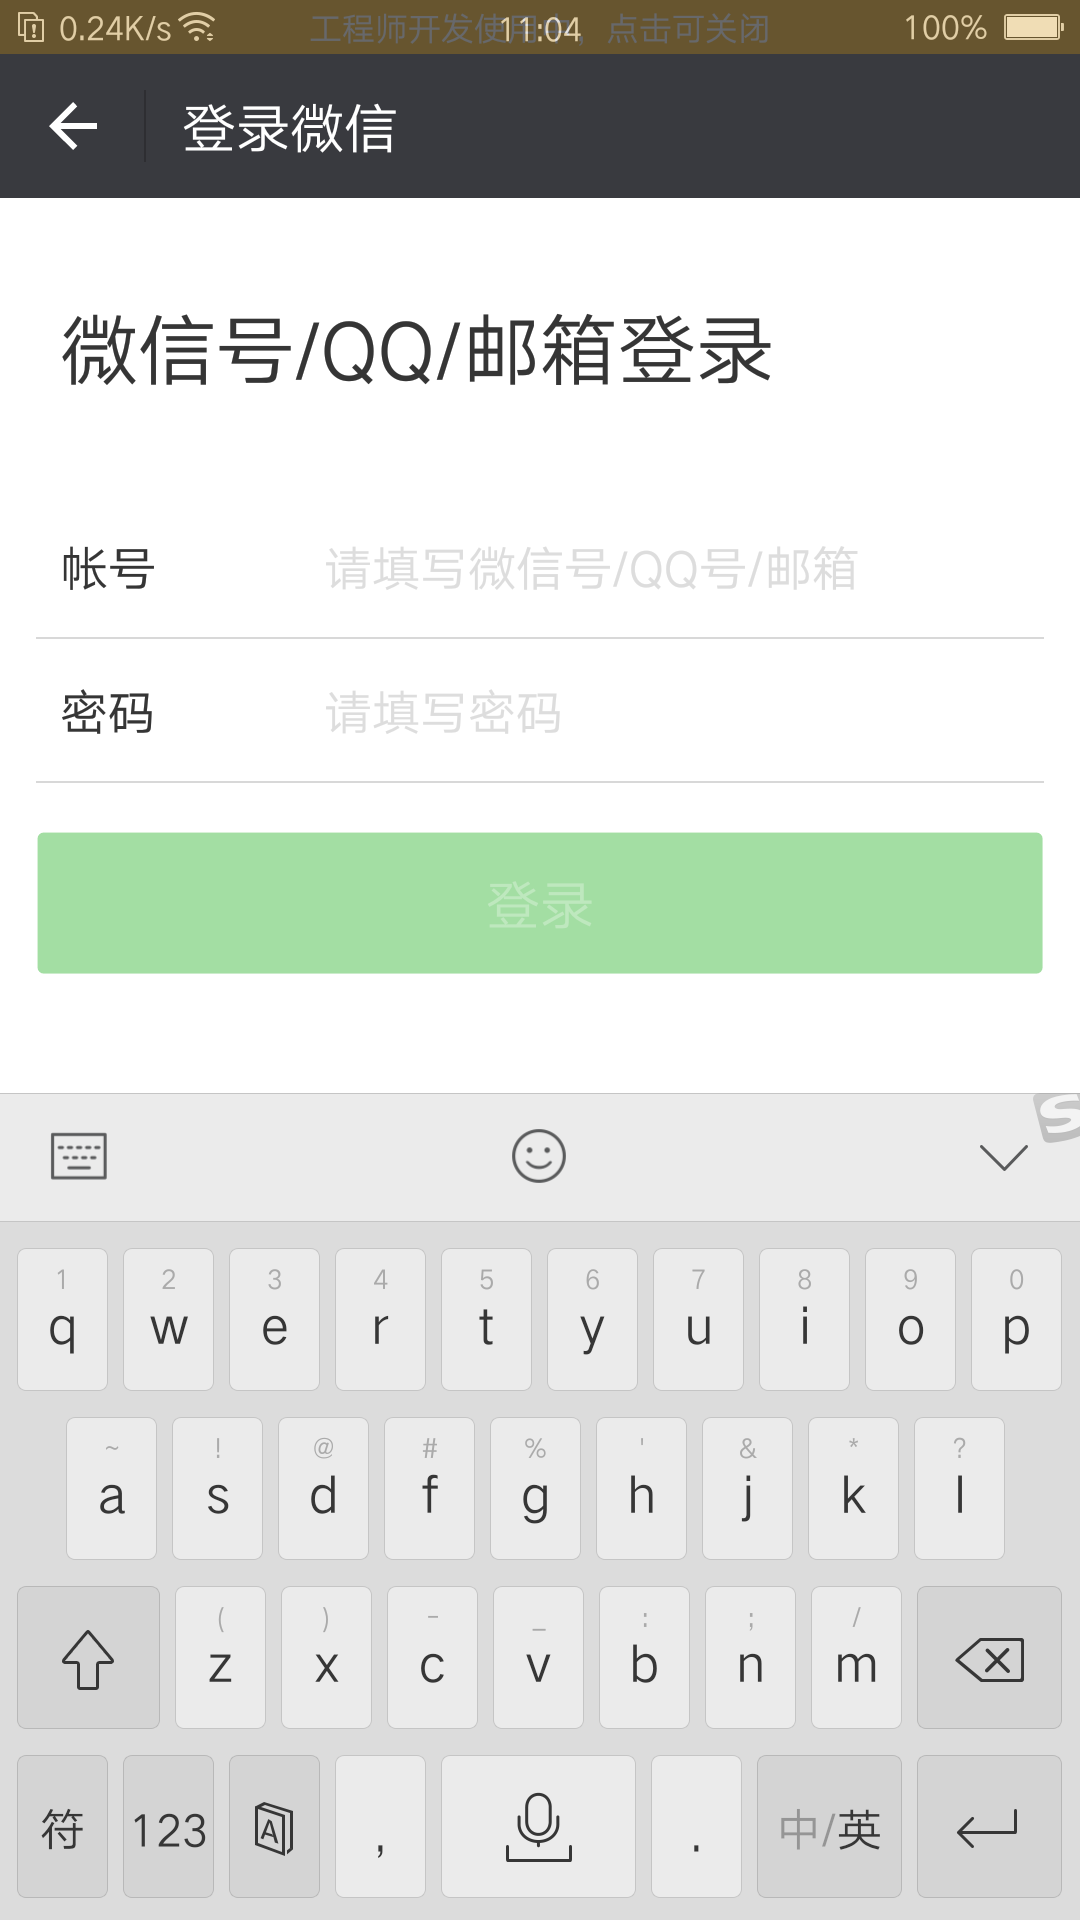 0.24K/s 工程师开发使用中，点击可关闭 11:04 100%
登录微信
微信号/QQ/邮箱登录
帐号 请填写微信号/QQ号/邮箱
密码 请填写密码
登录
S
1 2 3 4 5 6 7 8 9 0
q w e r t y u i o p
~ ! @ # % ' & * ?
a s d f g h j k l
( ) - _ : ; /
z x c v b n m
符 123 A , . 中/英